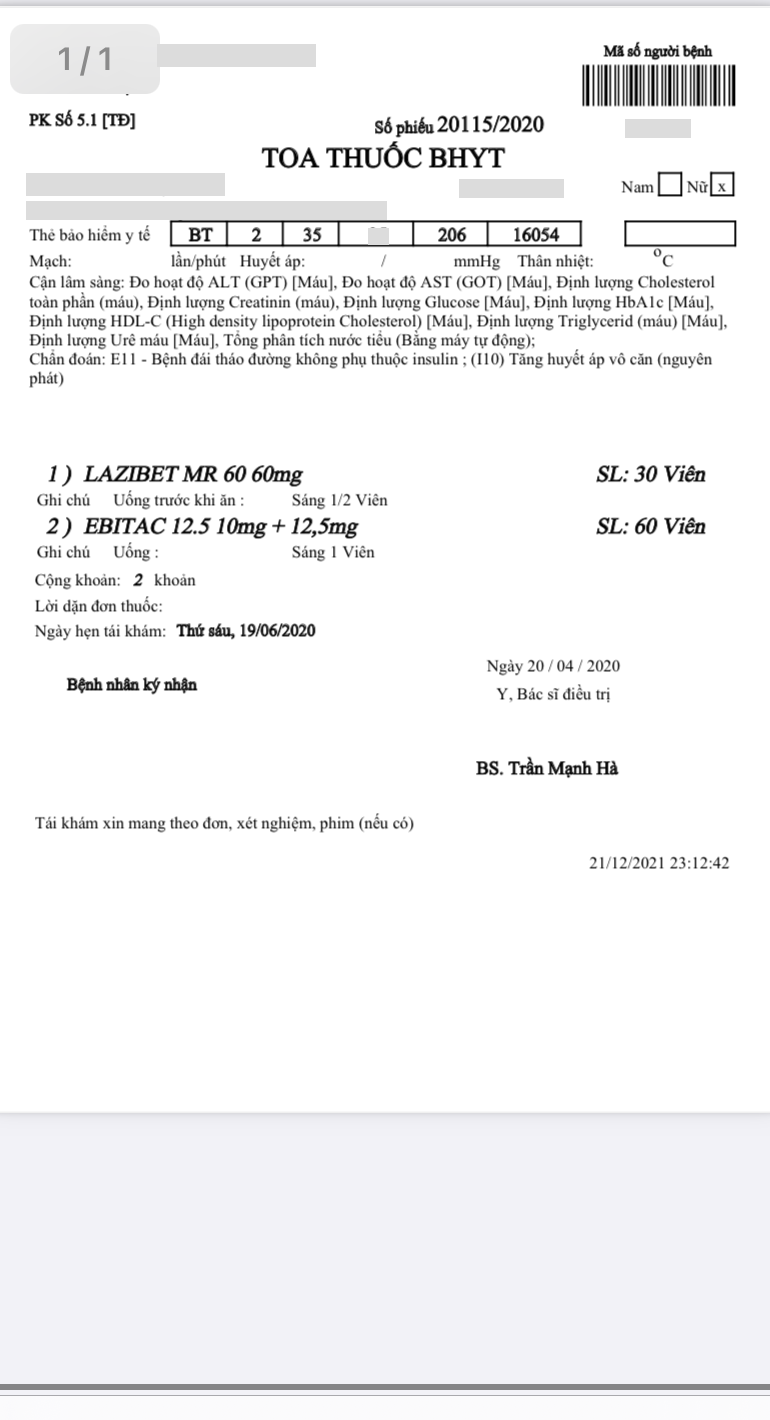 1/1
Mã số người bệnh
PK Số 5.1 [TĐ]
Số phiếu 20115/2020
TOA THUỐC BHYT
Nam Nữ x
Thẻ bảo hiểm y tế BT 2 35 206 16054
Mạch: lần/phút Huyết áp: / mmHg Thân nhiệt: °C
Cận lâm sàng: Đo hoạt độ ALT (GPT) [Máu], Đo hoạt độ AST (GOT) [Máu], Định lượng Cholesterol
toàn phần (máu), Định lượng Creatinin (máu), Định lượng Glucose [Máu], Định lượng HbA1c [Máu],
Định lượng HDL-C (High density lipoprotein Cholesterol) [Máu], Định lượng Triglycerid (máu) [Máu],
Định lượng Urê máu [Máu], Tổng phân tích nước tiểu (Bằng máy tự động);
Chẩn đoán: E11 - Bệnh đái tháo đường không phụ thuộc insulin ; (I10) Tăng huyết áp vô căn (nguyên
phát)
1 ) LAZIBET MR 60 60mg SL: 30 Viên
Ghi chú Uống trước khi ăn : Sáng 1/2 Viên
2 ) EBITAC 12.5 10mg + 12,5mg SL: 60 Viên
Ghi chú Uống : Sáng 1 Viên
Cộng khoản: 2 khoản
Lời dặn đơn thuốc:
Ngày hẹn tái khám: Thứ sáu, 19/06/2020
Ngày 20 / 04 / 2020
Bệnh nhân ký nhận
Y, Bác sĩ điều trị
BS. Trần Mạnh Hà
Tái khám xin mang theo đơn, xét nghiệm, phim (nếu có)
21/12/2021 23:12:42